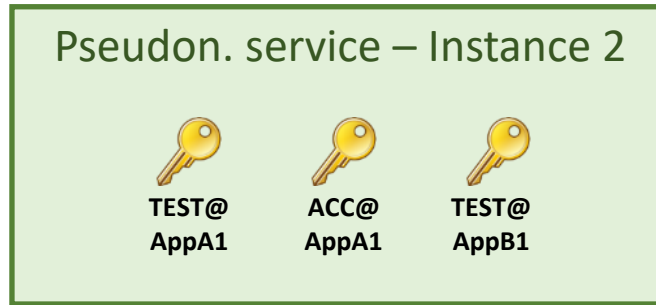 Pseudon. service – Instance 2
TEST@ ACC@ TEST@
AppA1 AppA1 AppB1